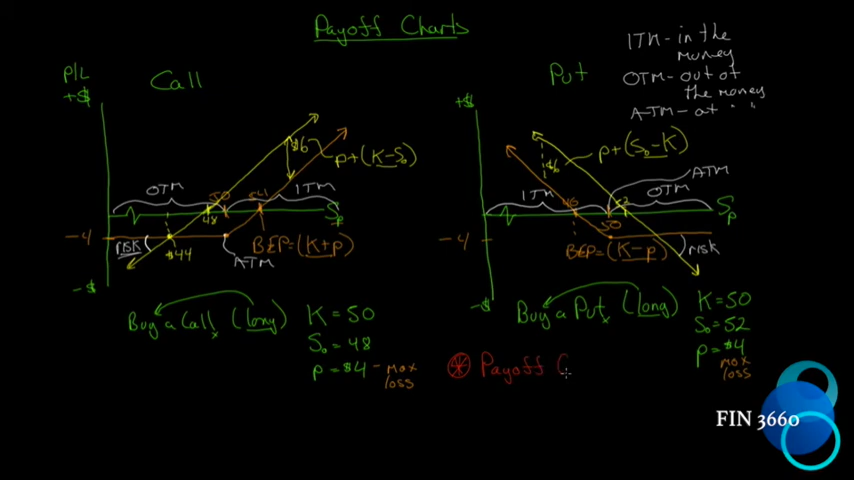 Payoff Charts
ITM - in the
money
OTM - out of
the money
ATM - at " "
P/L
+$
Call
$6
p+(K-S₀)
OTM
50
54
ITM
48
Sp
-4
RISK
$44
BEP=(K+p)
ATM
-$
Buy a Call (long)
K=50
S₀=48
p=$4 - max
loss
Put
+$
$6
p+(S₀-K)
ATM
ITM
OTM
46
52
50
Sp
-4
BEP=(K-p)
risk
-$
Buy a Put (long)
K=50
S₀=52
p=$4
max
loss
Payoff C
FIN 3660